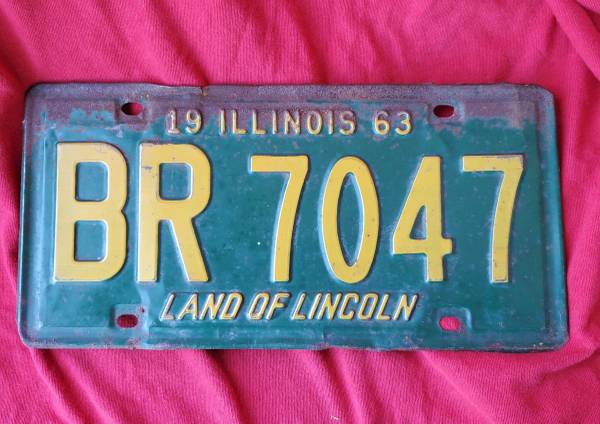 19 ILLINOIS 63
BR 7047
LAND OF LINCOLN